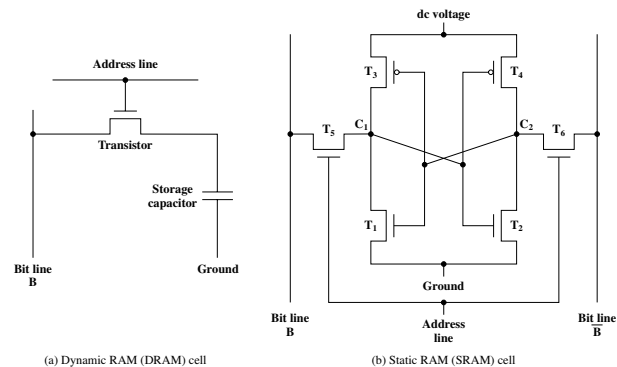 dc voltage
Address line
T3
T4
T5
C1
C2
T6
Transistor
Storage
capacitor
T1
T2
Bit line
B
Ground
Ground
Bit line
B
Address
line
Bit line
B̅
(a) Dynamic RAM (DRAM) cell
(b) Static RAM (SRAM) cell